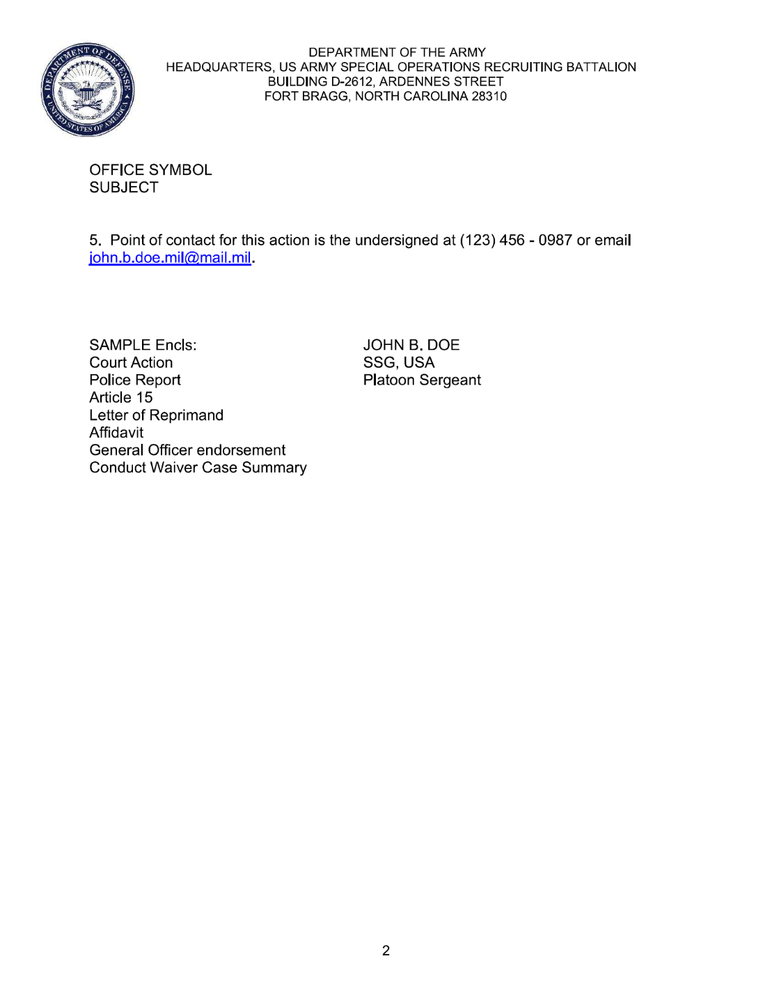 DEPARTMENT OF DEFENSE
UNITED STATES OF AMERICA
DEPARTMENT OF THE ARMY
HEADQUARTERS, US ARMY SPECIAL OPERATIONS RECRUITING BATTALION
BUILDING D-2612, ARDENNES STREET
FORT BRAGG, NORTH CAROLINA 28310
OFFICE SYMBOL
SUBJECT
5. Point of contact for this action is the undersigned at (123) 456 - 0987 or email
john.b.doe.mil@mail.mil.
SAMPLE Encls:
Court Action
Police Report
Article 15
Letter of Reprimand
Affidavit
General Officer endorsement
Conduct Waiver Case Summary
JOHN B. DOE
SSG, USA
Platoon Sergeant
2